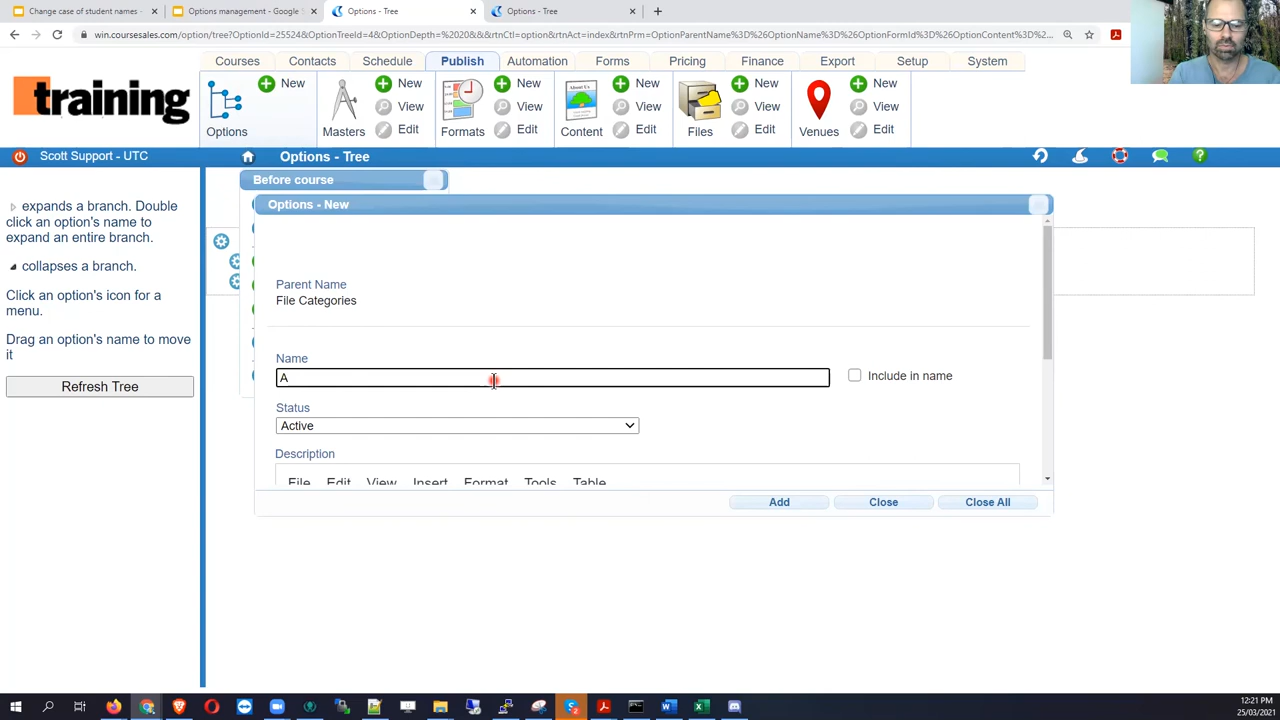 Change case of student names -
Options management - Google S
Options - Tree
Options - Tree
win.coursesales.com/option/tree?OptionId=25524&OptionTreeId=4&OptionDepth=%2020&&&rtnCtl=option&rtnAct=index&rtnPrm=OptionParentName%3D%26OptionName%3D%26OptionFormId%3D%26OptionContent%3D%2...
Courses Contacts Schedule Publish Automation Forms Pricing Finance Export Setup System
training
Options
New
Masters
New
View
Edit
Formats
New
View
Edit
Content
New
View
Edit
Files
New
View
Edit
Venues
New
View
Edit
Scott Support - UTC
Options - Tree
expands a branch. Double
click an option's name to
expand an entire branch.
collapses a branch.
Click an option's icon for a
menu.
Drag an option's name to move
it
Refresh Tree
Before course
Options - New
Parent Name
File Categories
Name
A
Include in name
Status
Active
Description
File Edit View Insert Format Tools Table
Add Close Close All
12:21 PM
25/03/2021